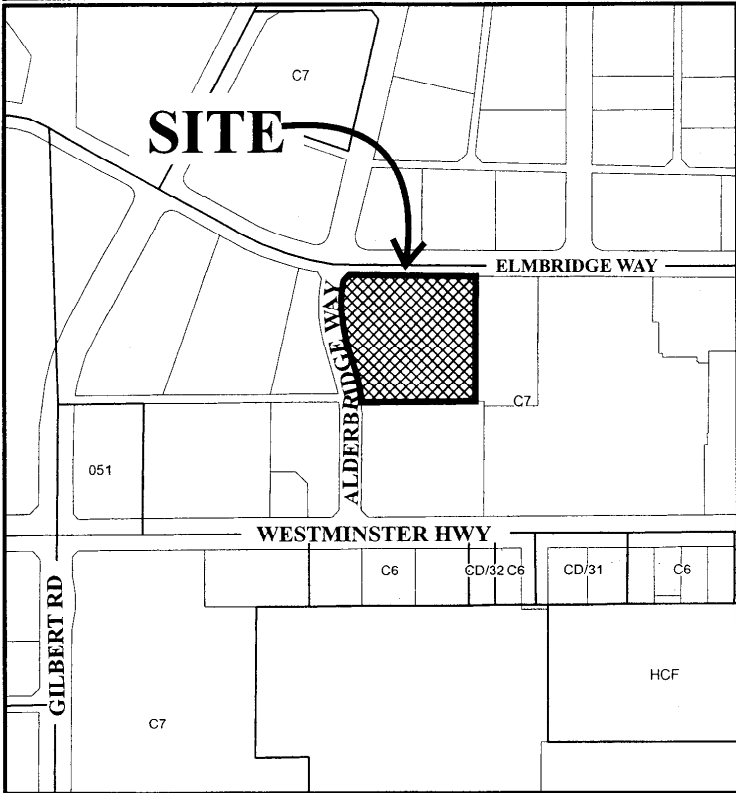 C7
SITE
ELMBRIDGE WAY
ALDERBRIDGE WAY
C7
051
WESTMINSTER HWY
C6
CD/32
C6
CD/31
C6
GILBERT RD
HCF
C7